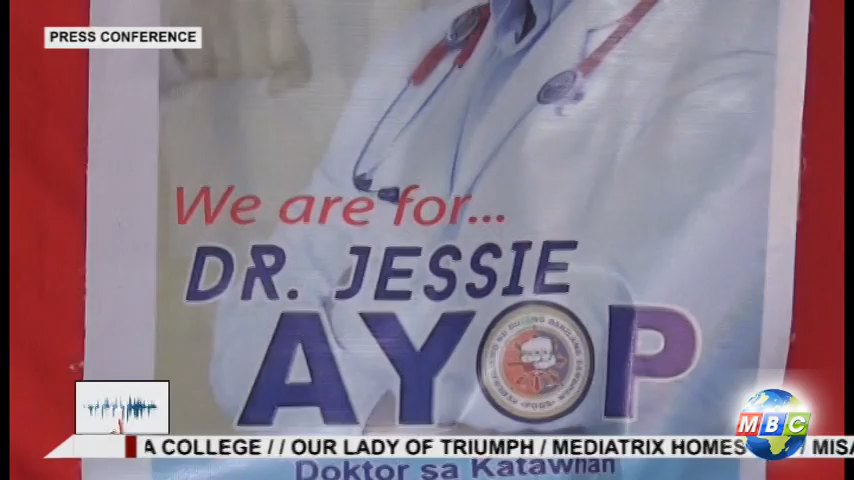 PRESS CONFERENCE
We are for...
DR. JESSIE
AYOP
A COLLEGE // OUR LADY OF TRIUMPH / MEDIATRIX HOMES
/ MISA
MBC
Doktor sa Katawhan